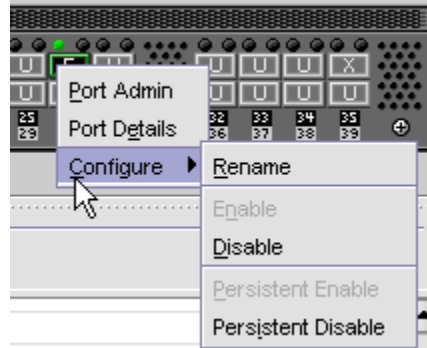 U U U U U X
Port Admin
U U U U U
Port Details
25 32 33 34 35
29 36 37 38 39
Configure
Rename
Enable
Disable
Persistent Enable
Persistent Disable